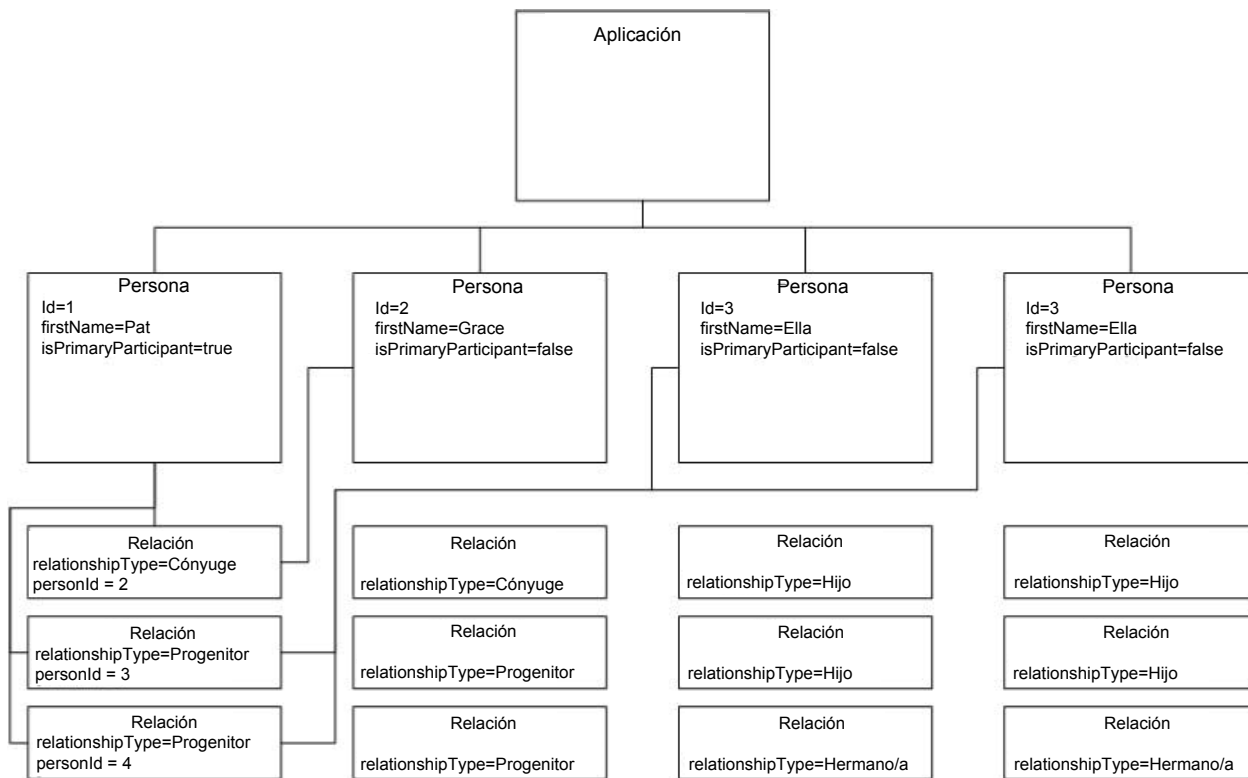 Aplicación
Persona
Id=1
firstName=Pat
isPrimaryParticipant=true
Persona
Id=2
firstName=Grace
isPrimaryParticipant=false
Persona
Id=3
firstName=Ella
isPrimaryParticipant=false
Persona
Id=3
firstName=Ella
isPrimaryParticipant=false
Relación
relationshipType=Cónyuge
personId = 2
Relación
relationshipType=Cónyuge
Relación
relationshipType=Hijo
Relación
relationshipType=Hijo
Relación
relationshipType=Progenitor
personId = 3
Relación
relationshipType=Progenitor
Relación
relationshipType=Hijo
Relación
relationshipType=Hijo
Relación
relationshipType=Progenitor
personId = 4
Relación
relationshipType=Progenitor
Relación
relationshipType=Hermano/a
Relación
relationshipType=Hermano/a